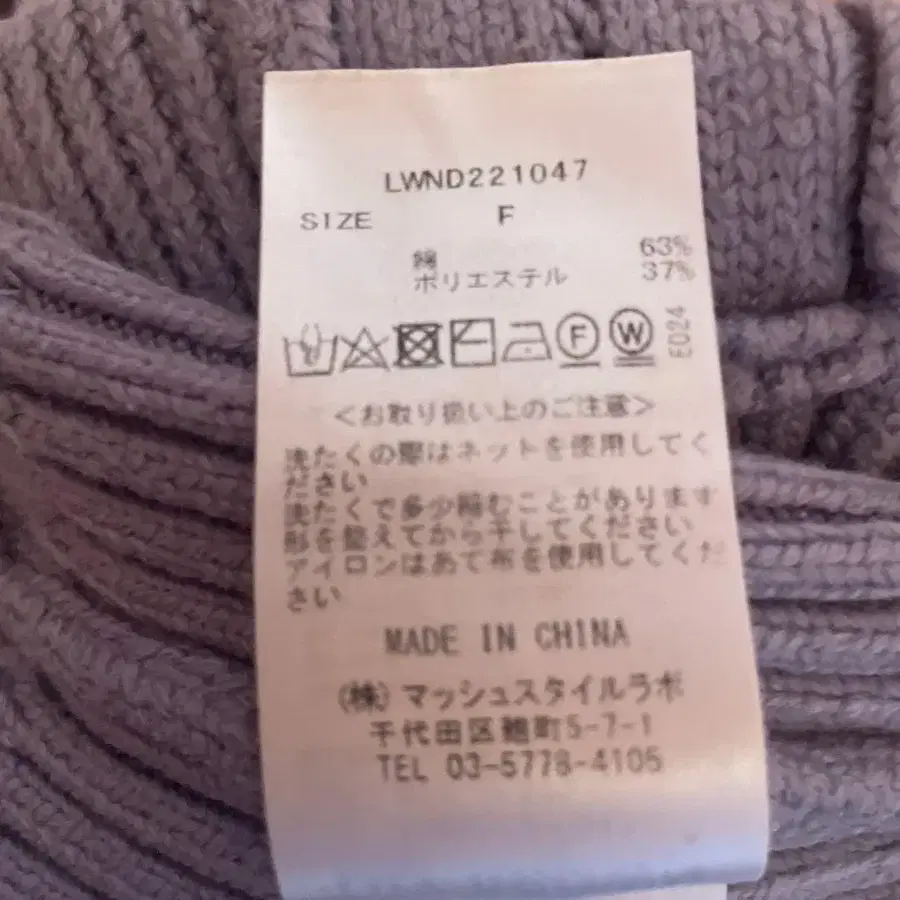 LWND221047
SIZE F
綿 63%
ポリエステル 37%
F W ED24
<お取り扱い上のご注意>
洗たくの際はネットを使用してく
ださい
洗たくで多少縮むことがあります
形を整えてから干してください
アイロンはあて布を使用してくだ
さい
MADE IN CHINA
(株)マッシュスタイルラボ
千代田区麹町5-7-1
TEL 03-5778-4105